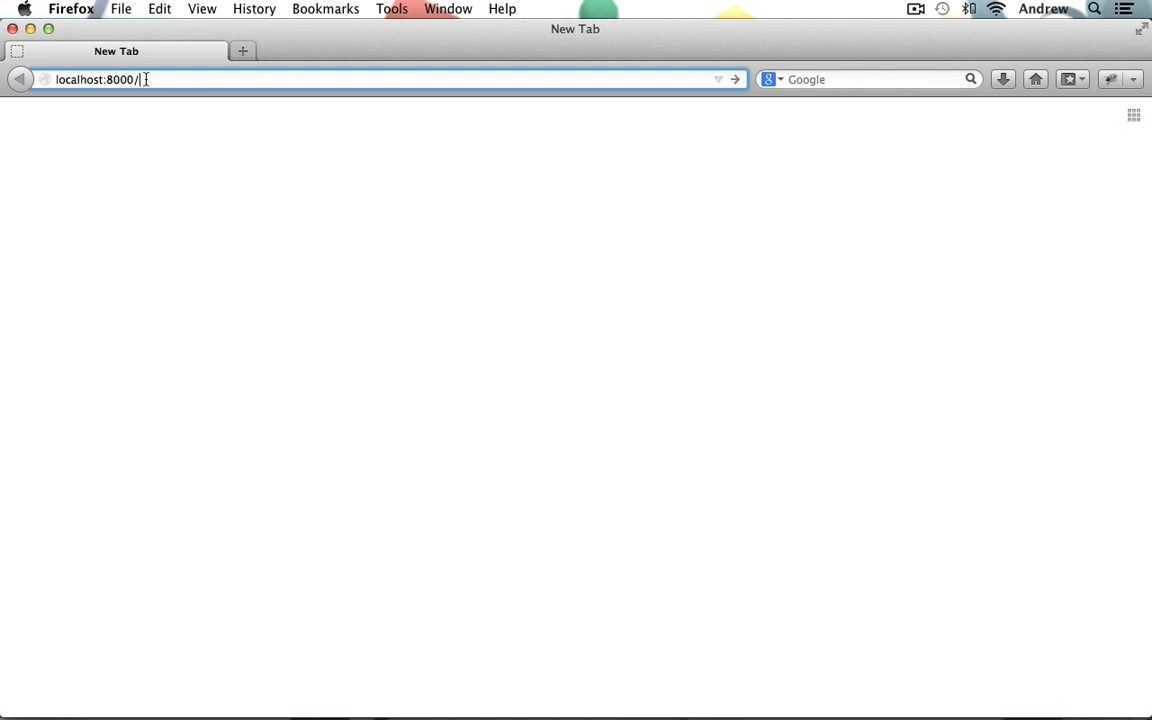 Firefox File Edit View History Bookmarks Tools Window Help Andrew
New Tab
New Tab
localhost:8000/ Google